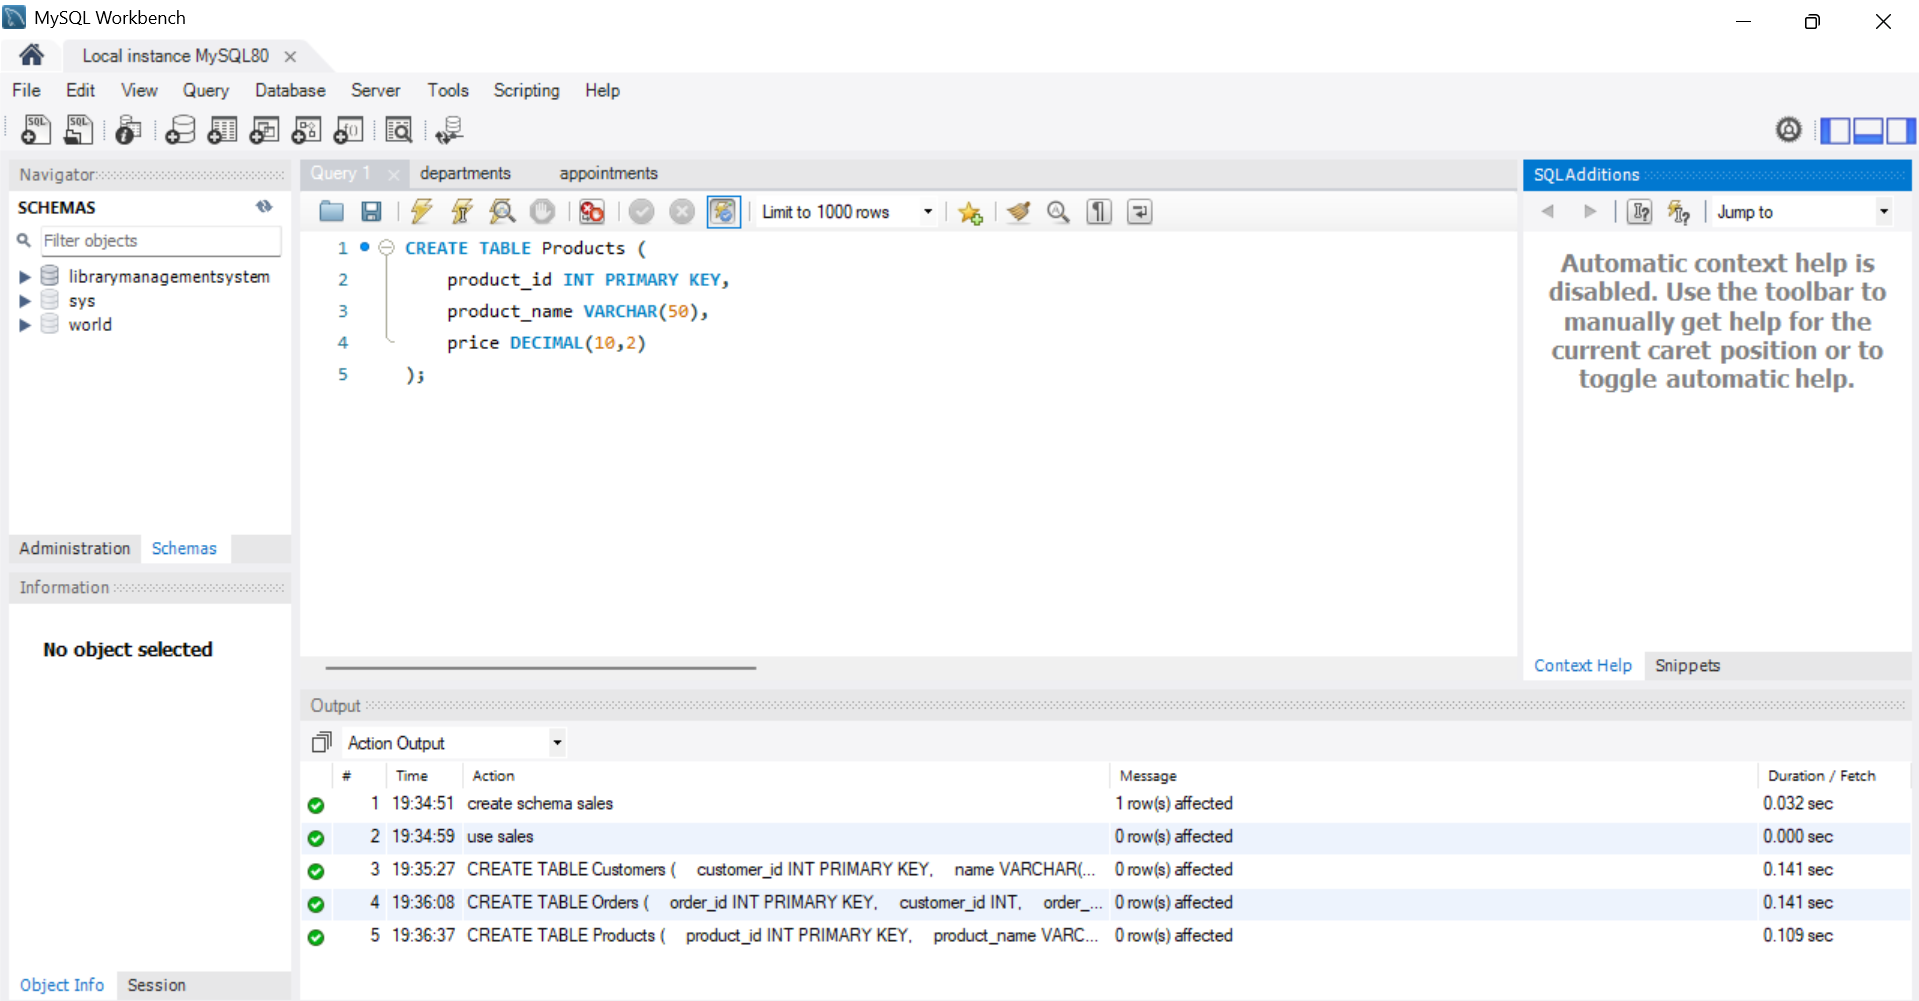 MySQL Workbench
Local instance MySQL80
File Edit View Query Database Server Tools Scripting Help
Navigator
SCHEMAS
Filter objects
librarymanagementsystem
sys
world
Administration Schemas
Information
No object selected
Object Info Session
Query 1 departments appointments
Limit to 1000 rows
1 CREATE TABLE Products (
2 product_id INT PRIMARY KEY,
3 product_name VARCHAR(50),
4 price DECIMAL(10,2)
5 );
SQLAdditions
Jump to
Automatic context help is
disabled. Use the toolbar to
manually get help for the
current caret position or to
toggle automatic help.
Context Help Snippets
Output
Action Output
# Time Action Message Duration / Fetch
1 19:34:51 create schema sales 1 row(s) affected 0.032 sec
2 19:34:59 use sales 0 row(s) affected 0.000 sec
3 19:35:27 CREATE TABLE Customers ( customer_id INT PRIMARY KEY, name VARCHAR(... 0 row(s) affected 0.141 sec
4 19:36:08 CREATE TABLE Orders ( order_id INT PRIMARY KEY, customer_id INT, order_... 0 row(s) affected 0.141 sec
5 19:36:37 CREATE TABLE Products ( product_id INT PRIMARY KEY, product_name VARC... 0 row(s) affected 0.109 sec